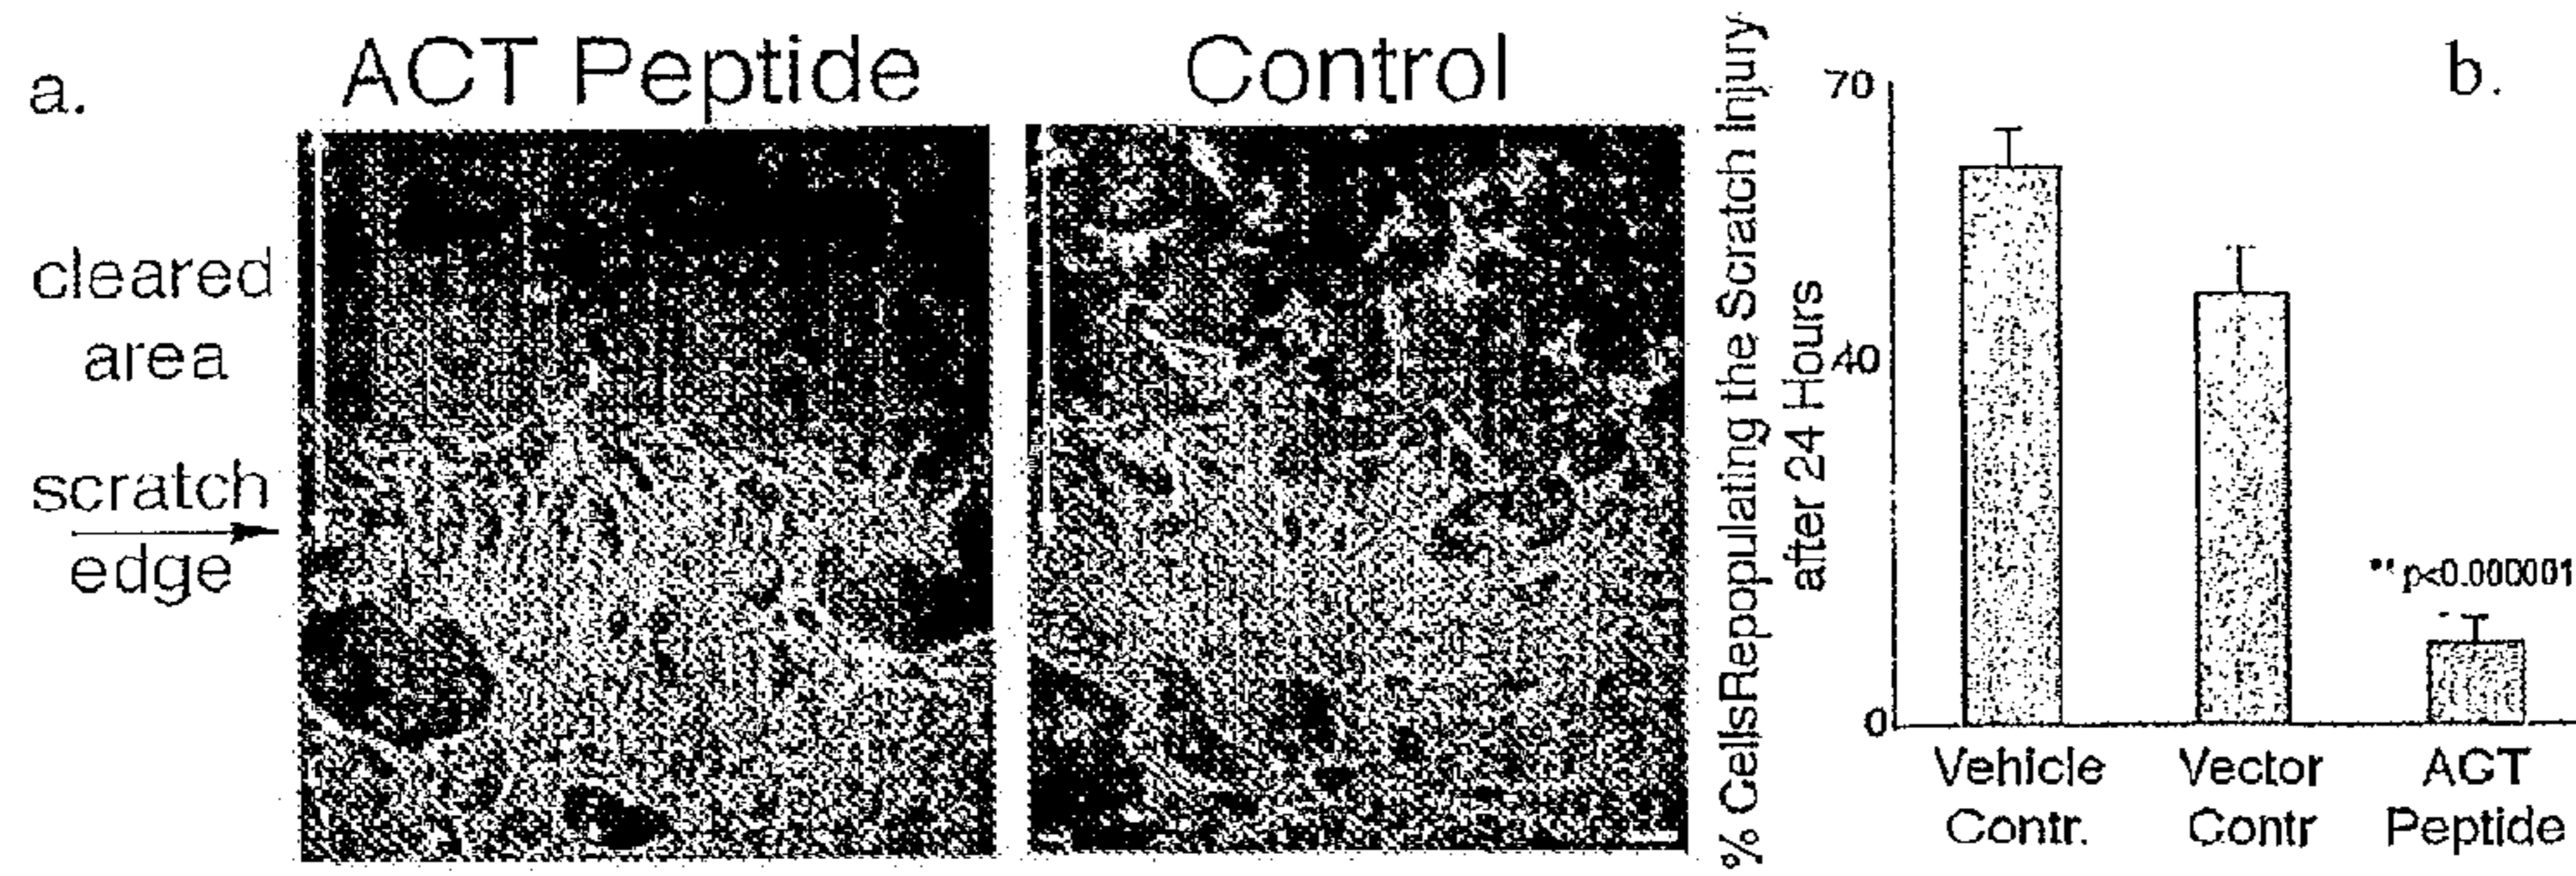 a.
ACT Peptide
Control
cleared
area
scratch
edge
% CellsRepopulating the Scratch Injury
after 24 Hours
b.
70
40
0
** p<0.000001
Vehicle
Contr.
Vector
Contr
ACT
Peptide